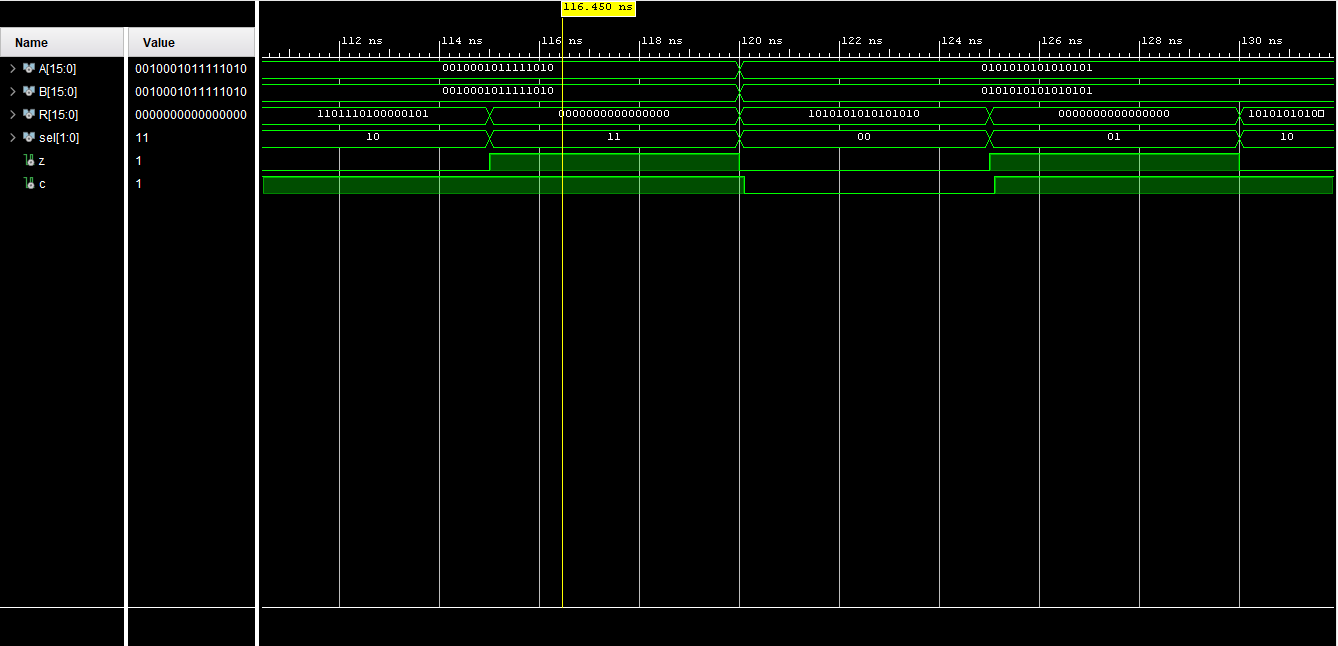 116.450 ns
Name Value 112 ns 114 ns 116 ns 118 ns 120 ns 122 ns 124 ns 126 ns 128 ns 130 ns
A[15:0] 0010001011111010 0010001011111010 0101010101010101
B[15:0] 0010001011111010 0010001011111010 0101010101010101
R[15:0] 0000000000000000 1101110100000101 0000000000000000 1010101010101010 0000000000000000 1010101010
sel[1:0] 11 10 11 00 01 10
z 1
c 1